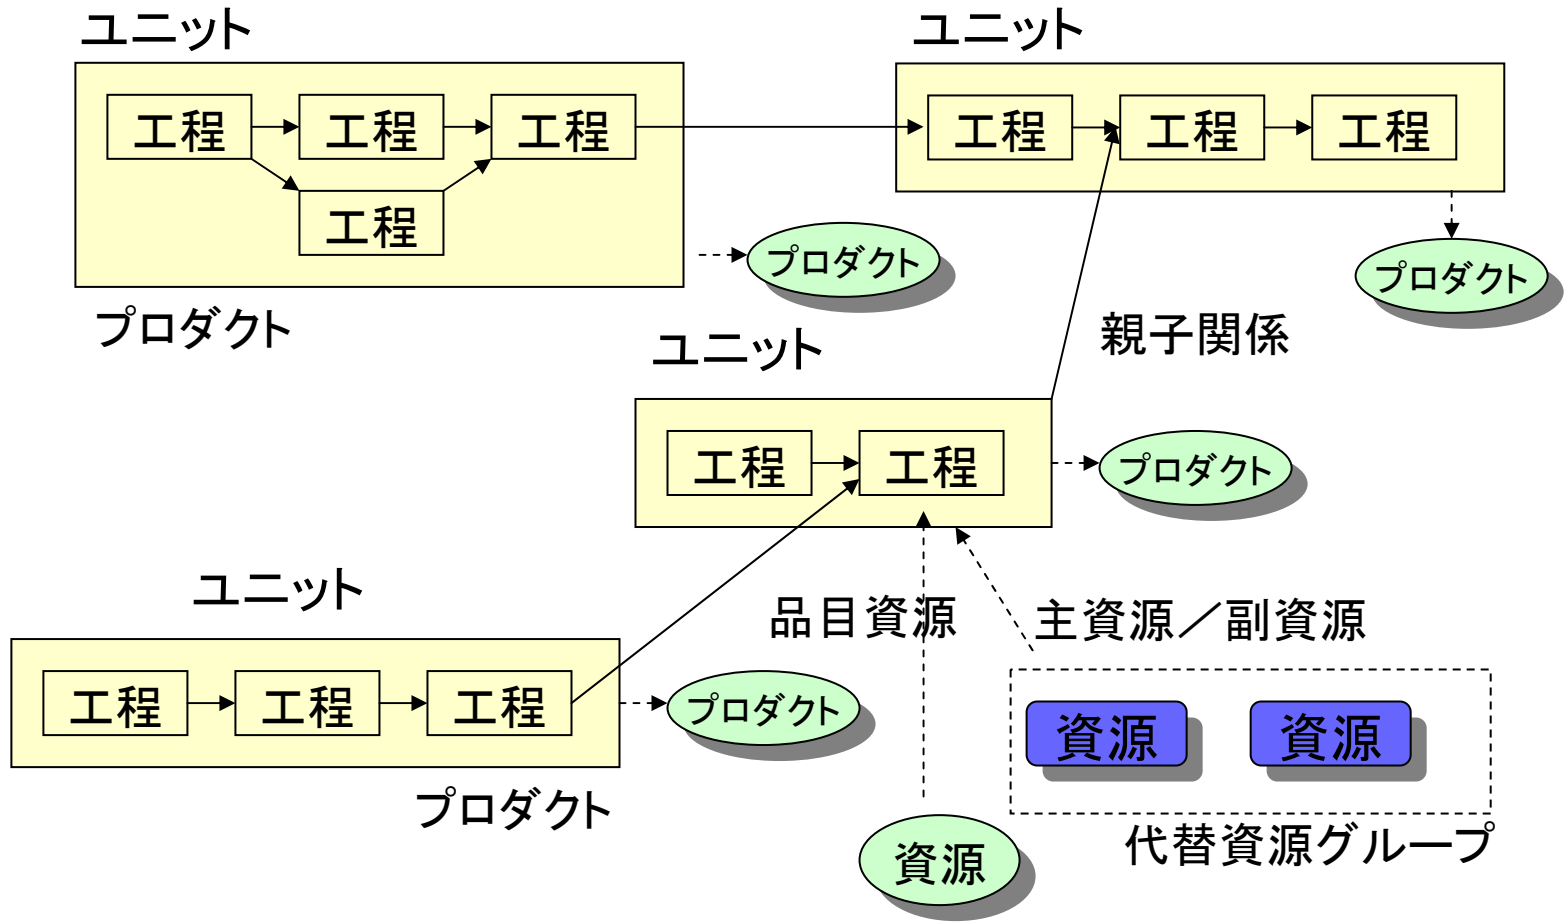 ユニット
ユニット
工程
工程
工程
工程
工程
工程
工程
プロダクト
プロダクト
プロダクト
親子関係
ユニット
工程
工程
プロダクト
ユニット
品目資源
主資源／副資源
工程
工程
工程
プロダクト
資源
資源
プロダクト
代替資源グループ
資源